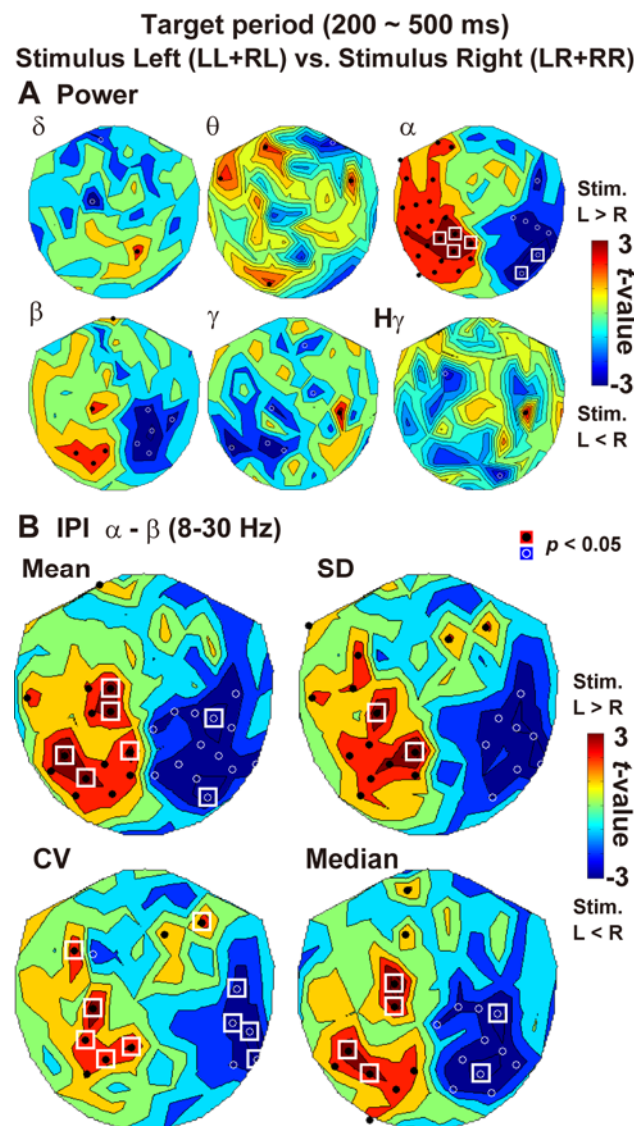 Target period (200 ~ 500 ms)
Stimulus Left (LL+RL) vs. Stimulus Right (LR+RR)
A Power
δ θ α
Stim.
L > R
3
t-value
-3
Stim.
L < R
β γ Hγ
B IPI α - β (8-30 Hz)
p < 0.05
Mean SD
Stim.
L > R
3
t-value
-3
Stim.
L < R
CV Median